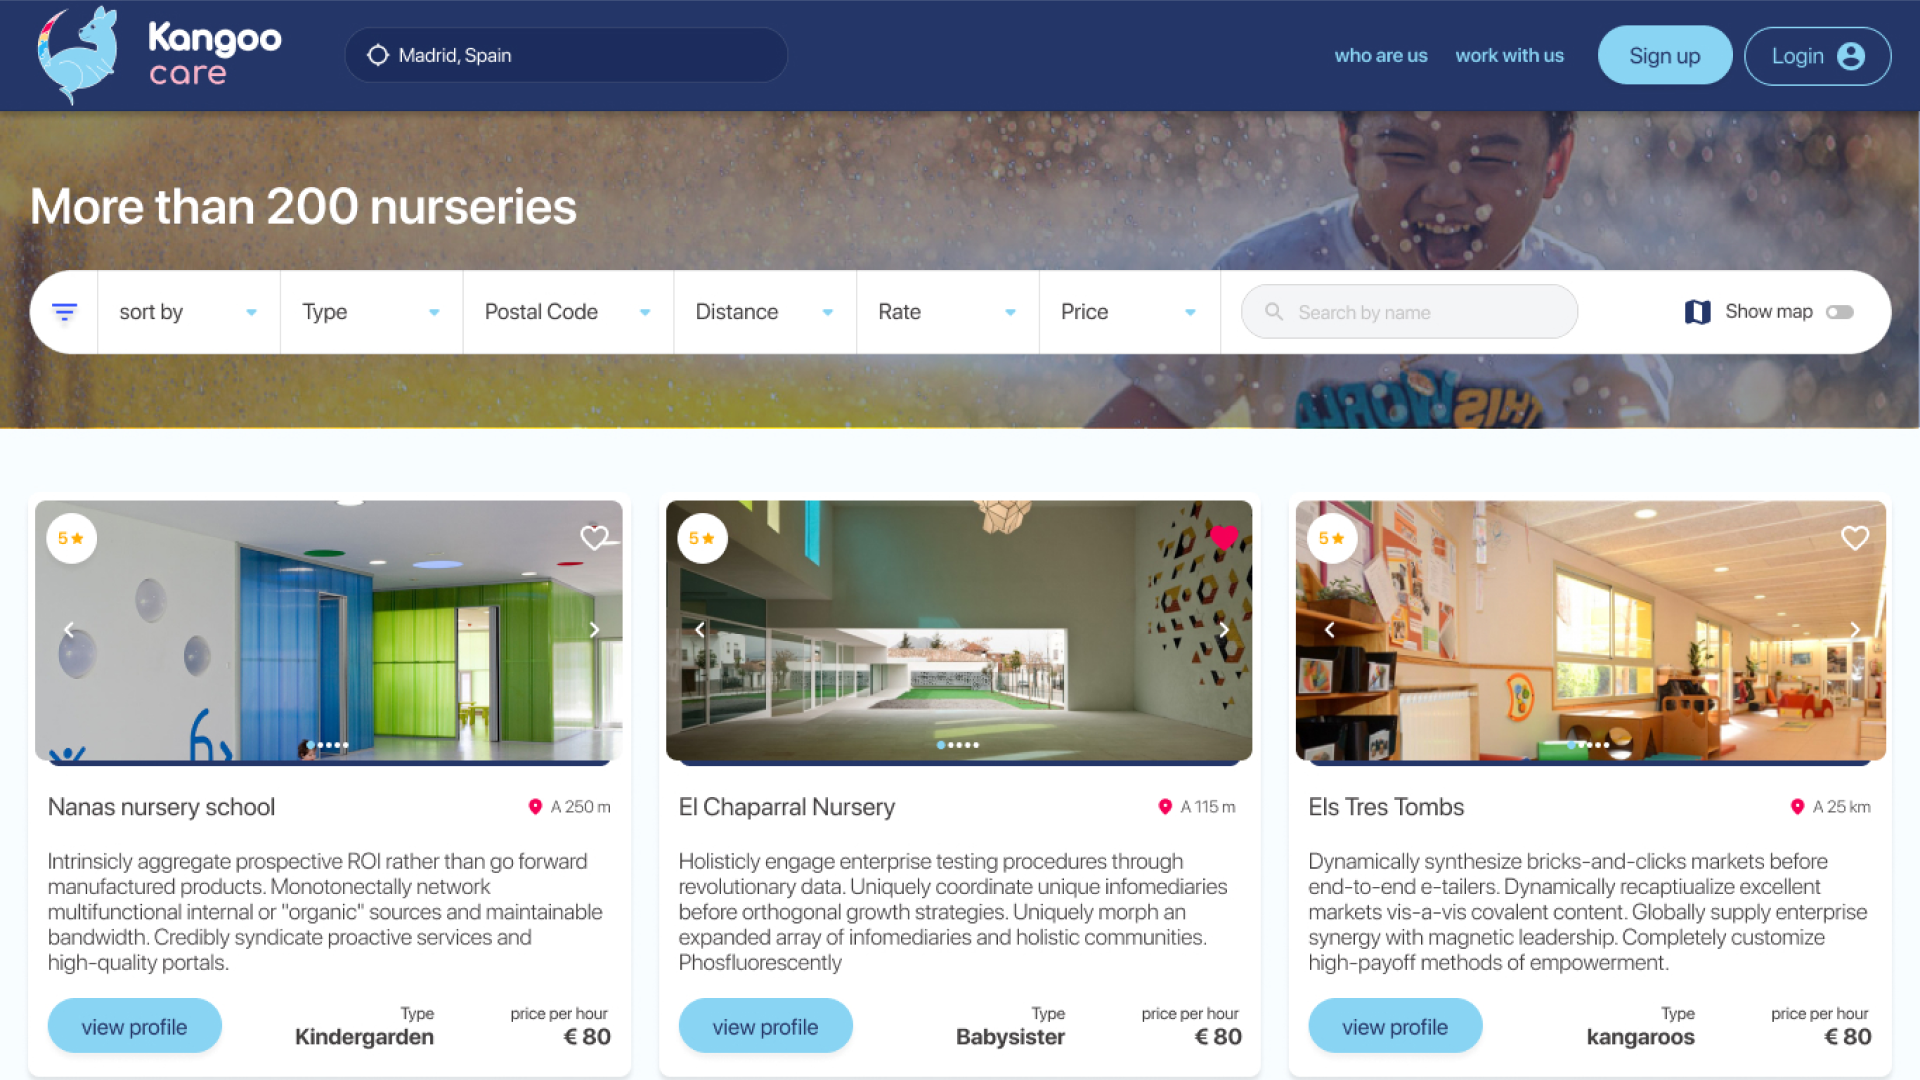 Kangoo
care
Madrid, Spain
who are us
work with us
Sign up
Login
More than 200 nurseries
sort by
Type
Postal Code
Distance
Rate
Price
Search by name
Show map
THIS WORLD
5
5
5
Nanas nursery school
A 250 m
Intrinsicly aggregate prospective ROI rather than go forward
manufactured products. Monotonectally network
multifunctional internal or "organic" sources and maintainable
bandwidth. Credibly syndicate proactive services and
high-quality portals.
view profile
Type
Kindergarden
price per hour
€ 80
El Chaparral Nursery
A 115 m
Holisticly engage enterprise testing procedures through
revolutionary data. Uniquely coordinate unique infomediaries
before orthogonal growth strategies. Uniquely morph an
expanded array of infomediaries and holistic communities.
Phosfluorescently
view profile
Type
Babysister
price per hour
€ 80
Els Tres Tombs
A 25 km
Dynamically synthesize bricks-and-clicks markets before
end-to-end e-tailers. Dynamically recaptiualize excellent
markets vis-a-vis covalent content. Globally supply enterprise
synergy with magnetic leadership. Completely customize
high-payoff methods of empowerment.
view profile
Type
kangaroos
price per hour
€ 80